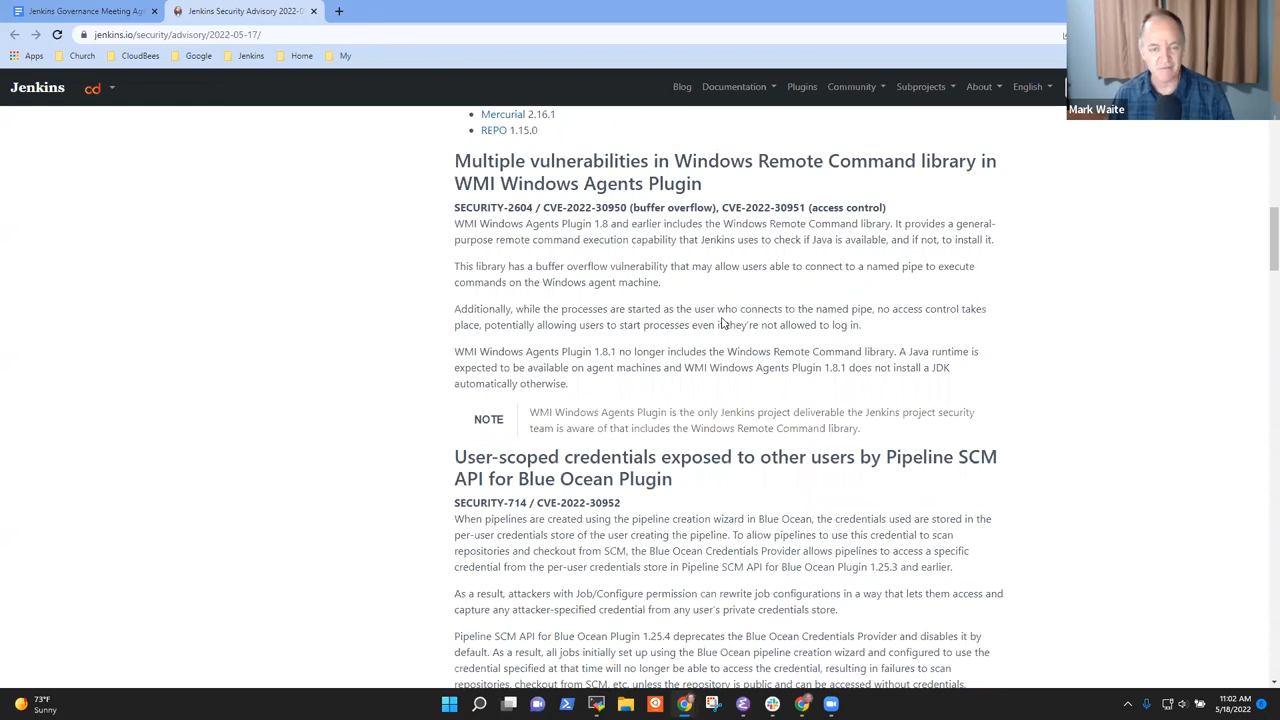 Jenkins Governance Meeting Ag
Jenkins Security Advisory 2022-0
jenkins.io/security/advisory/2022-05-17/
Apps Church CloudBees Google Jenkins Home My
Jenkins cd Blog Documentation Plugins Community Subprojects About English
Mark Waite
Mercurial 2.16.1
REPO 1.15.0
Multiple vulnerabilities in Windows Remote Command library in
WMI Windows Agents Plugin
SECURITY-2604 / CVE-2022-30950 (buffer overflow), CVE-2022-30951 (access control)
WMI Windows Agents Plugin 1.8 and earlier includes the Windows Remote Command library. It provides a general-
purpose remote command execution capability that Jenkins uses to check if Java is available, and if not, to install it.
This library has a buffer overflow vulnerability that may allow users able to connect to a named pipe to execute
commands on the Windows agent machine.
Additionally, while the processes are started as the user who connects to the named pipe, no access control takes
place, potentially allowing users to start processes even if they're not allowed to log in.
WMI Windows Agents Plugin 1.8.1 no longer includes the Windows Remote Command library. A Java runtime is
expected to be available on agent machines and WMI Windows Agents Plugin 1.8.1 does not install a JDK
automatically otherwise.
NOTE
WMI Windows Agents Plugin is the only Jenkins project deliverable the Jenkins project security
team is aware of that includes the Windows Remote Command library.
User-scoped credentials exposed to other users by Pipeline SCM
API for Blue Ocean Plugin
SECURITY-714 / CVE-2022-30952
When pipelines are created using the pipeline creation wizard in Blue Ocean, the credentials used are stored in the
per-user credentials store of the user creating the pipeline. To allow pipelines to use this credential to scan
repositories and checkout from SCM, the Blue Ocean Credentials Provider allows pipelines to access a specific
credential from the per-user credentials store in Pipeline SCM API for Blue Ocean Plugin 1.25.3 and earlier.
As a result, attackers with Job/Configure permission can rewrite job configurations in a way that lets them access and
capture any attacker-specified credential from any user's private credentials store.
Pipeline SCM API for Blue Ocean Plugin 1.25.4 deprecates the Blue Ocean Credentials Provider and disables it by
default. As a result, all jobs initially set up using the Blue Ocean pipeline creation wizard and configured to use the
credential specified at that time will no longer be able to access the credential, resulting in failures to scan
repositories, checkout from SCM, etc. unless the repository is public and can be accessed without credentials.
73°F
Sunny
11:02 AM
5/18/2022